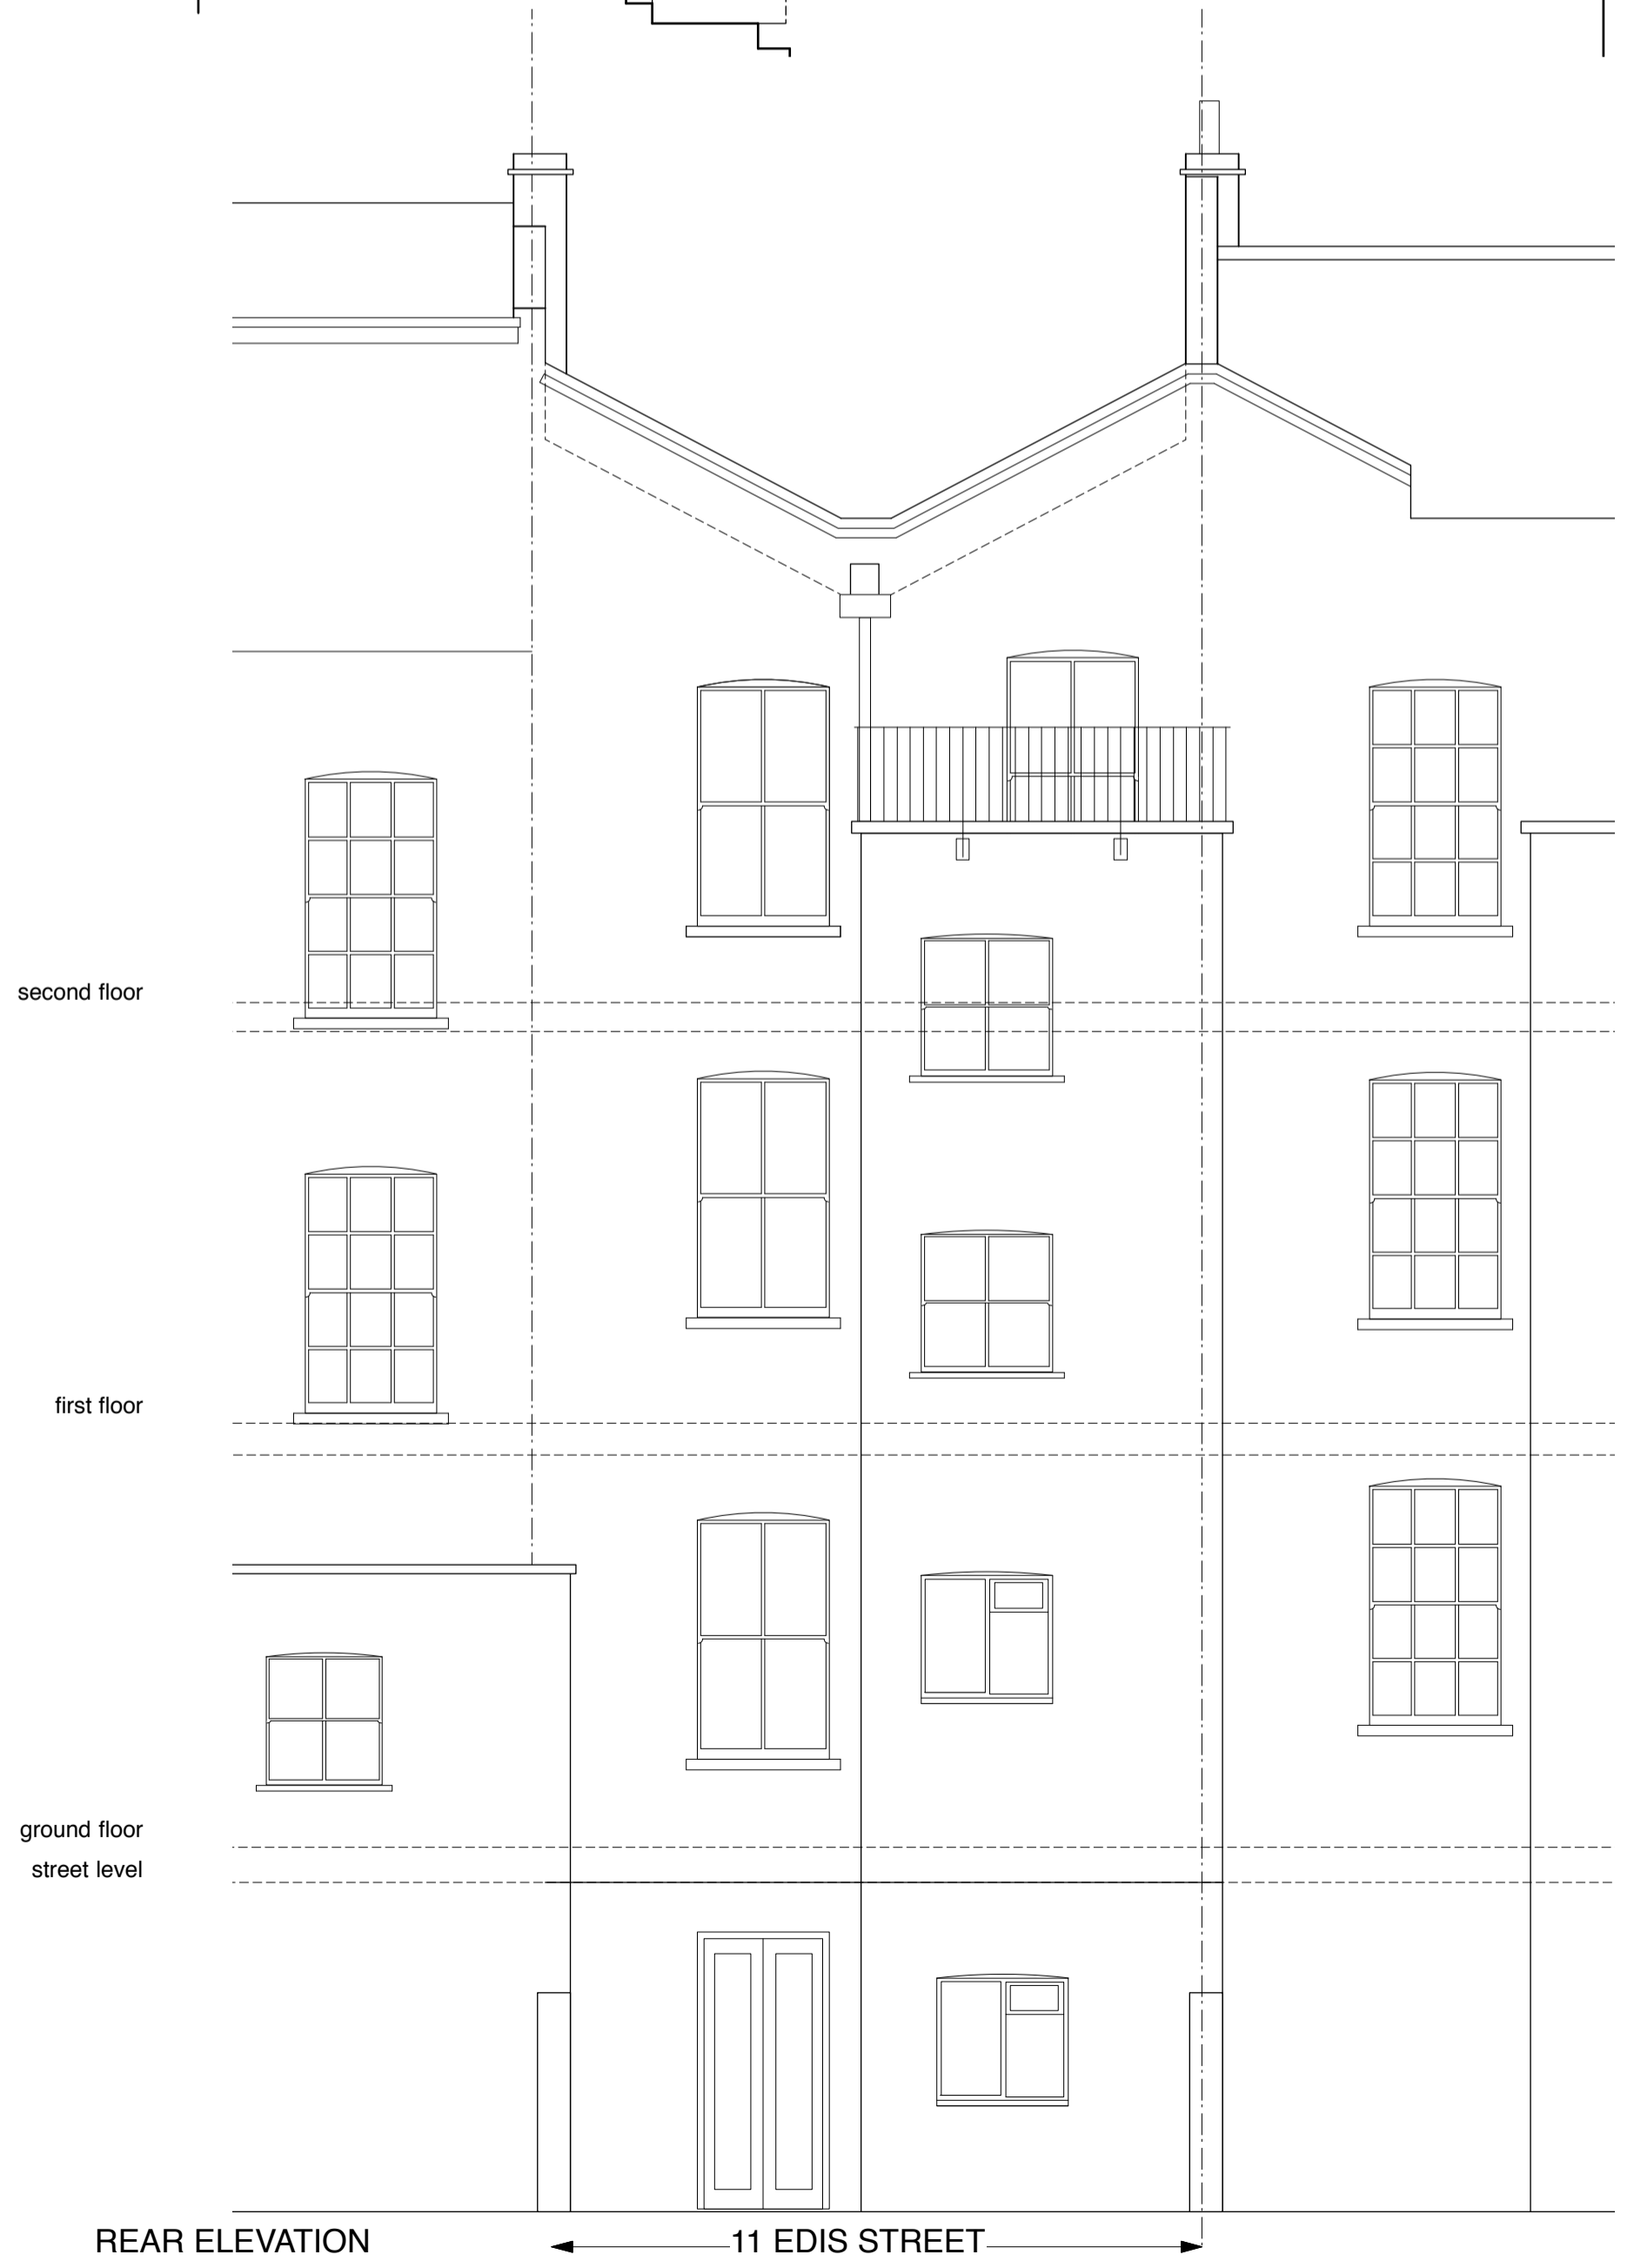 second floor
first floor
ground floor
street level
REAR ELEVATION
11 EDIS STREET